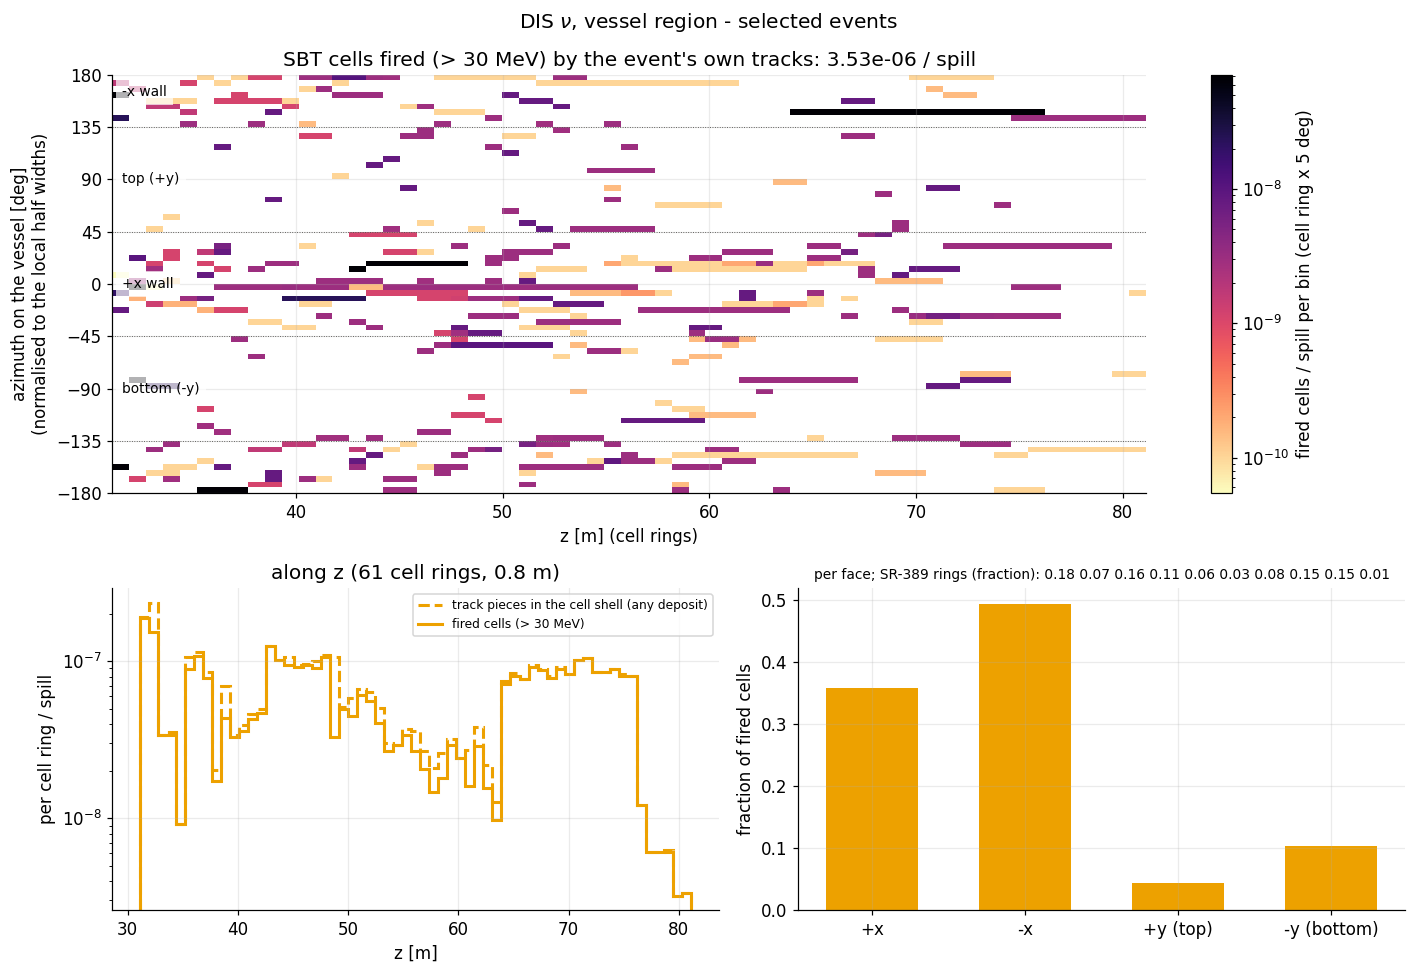 DIS ν, vessel region - selected events
SBT cells fired (> 30 MeV) by the event's own tracks: 3.53e-06 / spill
azimuth on the vessel [deg]
(normalised to the local half widths)
180
135
90
45
0
−45
−90
−135
−180
-x wall
top (+y)
+x wall
bottom (-y)
40
50
60
70
80
z [m] (cell rings)
10⁻⁸
10⁻⁹
10⁻¹⁰
fired cells / spill per bin (cell ring x 5 deg)
along z (61 cell rings, 0.8 m)
per cell ring / spill
10⁻⁷
10⁻⁸
track pieces in the cell shell (any deposit)
fired cells (> 30 MeV)
30
40
50
60
70
80
z [m]
per face; SR-389 rings (fraction): 0.18 0.07 0.16 0.11 0.06 0.03 0.08 0.15 0.15 0.01
fraction of fired cells
0.5
0.4
0.3
0.2
0.1
0.0
+x
-x
+y (top)
-y (bottom)